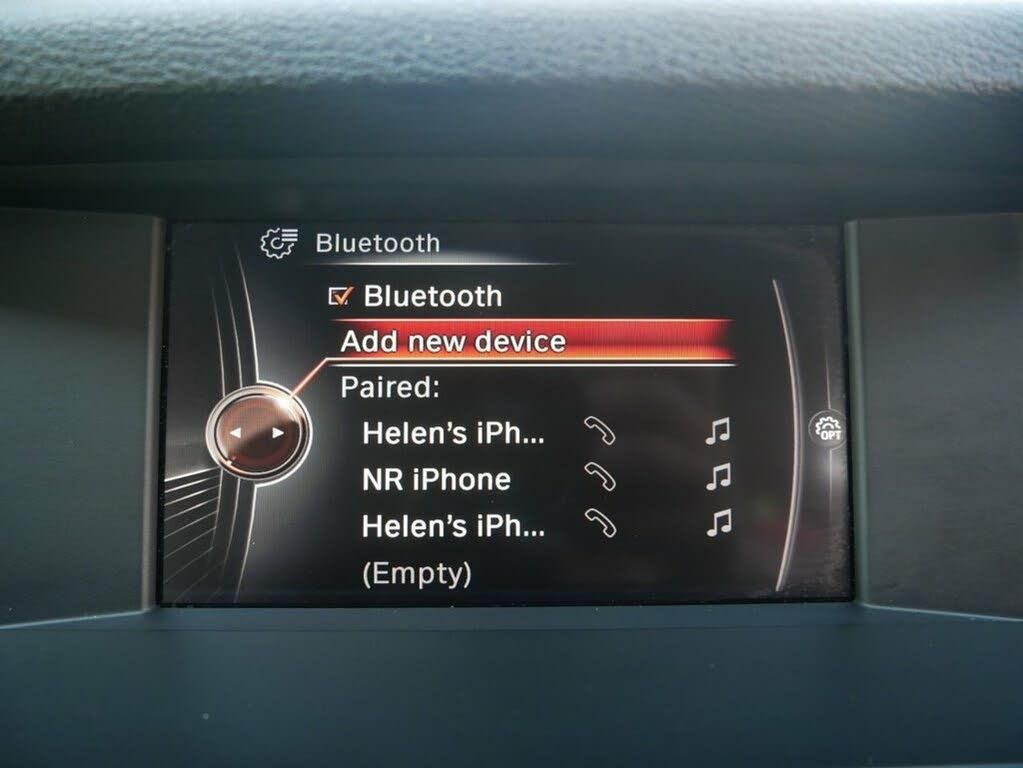 Bluetooth
Bluetooth
Add new device
Paired:
Helen's iPh...
NR iPhone
Helen's iPh...
(Empty)
OPT